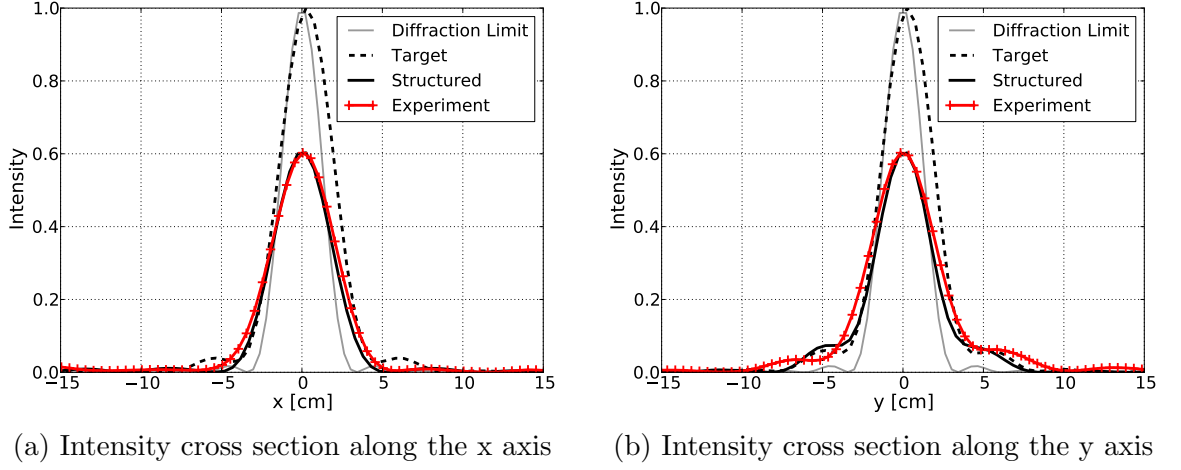 1.0
0.8
0.6
0.4
0.2
0.0
Intensity
−15 −10 −5 0 5 10 15
x [cm]
Diffraction Limit
Target
Structured
Experiment
(a) Intensity cross section along the x axis
1.0
0.8
0.6
0.4
0.2
0.0
Intensity
−15 −10 −5 0 5 10 15
y [cm]
Diffraction Limit
Target
Structured
Experiment
(b) Intensity cross section along the y axis